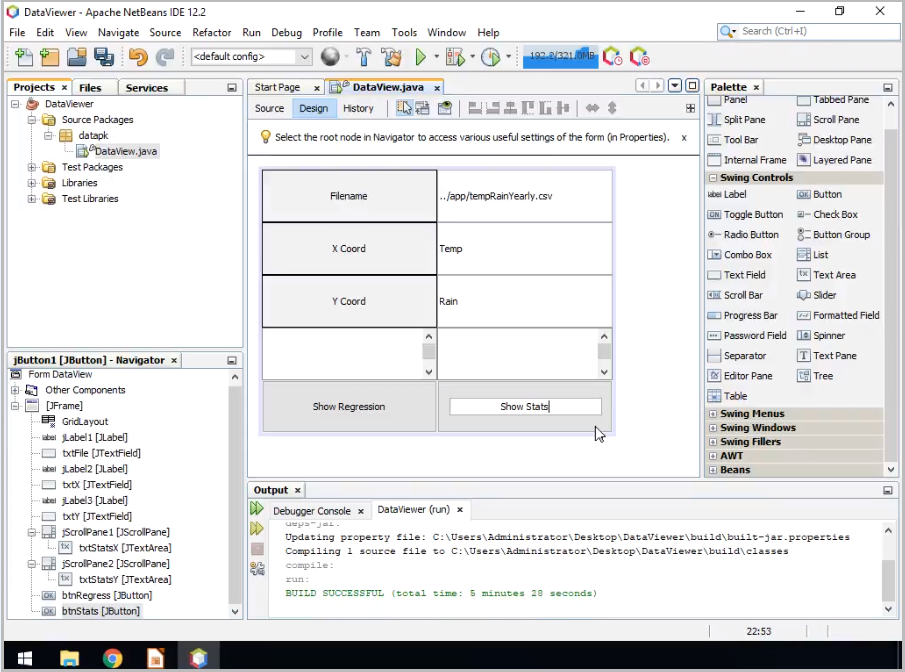 DataViewer - Apache NetBeans IDE 12.2
File Edit View Navigate Source Refactor Run Debug Profile Team Tools Window Help
Search (Ctrl+I)
<default config>
192.8/321/0MB
Projects × Files Services
DataViewer
Source Packages
datapk
DataView.java
Test Packages
Libraries
Test Libraries
jButton1 [JButton] - Navigator ×
Form DataView
Other Components
[JFrame]
GridLayout
label jLabel1 [JLabel]
txtFile [JTextField]
label jLabel2 [JLabel]
txtX [JTextField]
label jLabel3 [JLabel]
txtY [JTextField]
jScrollPane1 [JScrollPane]
txtStatsX [JTextArea]
jScrollPane2 [JScrollPane]
txtStatsY [JTextArea]
btnRegress [JButton]
btnStats [JButton]
Start Page × DataView.java ×
Source Design History
Select the root node in Navigator to access various useful settings of the form (in Properties). x
Filename ../app/tempRainYearly.csv
X Coord Temp
Y Coord Rain
Show Regression Show Stats
Output ×
Debugger Console × DataViewer (run) ×
deps-jar:
Updating property file: C:\Users\Administrator\Desktop\DataViewer\build\built-jar.properties
Compiling 1 source file to C:\Users\Administrator\Desktop\DataViewer\build\classes
compile:
run:
BUILD SUCCESSFUL (total time: 5 minutes 28 seconds)
Palette ×
Panel Tabbed Pane
Split Pane Scroll Pane
Tool Bar Desktop Pane
Internal Frame Layered Pane
Swing Controls
label Label OK Button
ON Toggle Button Check Box
Radio Button Button Group
Combo Box List
Text Field Text Area
Scroll Bar Slider
Progress Bar Formatted Field
Password Field Spinner
Separator Text Pane
Editor Pane Tree
Table
Swing Menus
Swing Windows
Swing Fillers
AWT
Beans
22:53